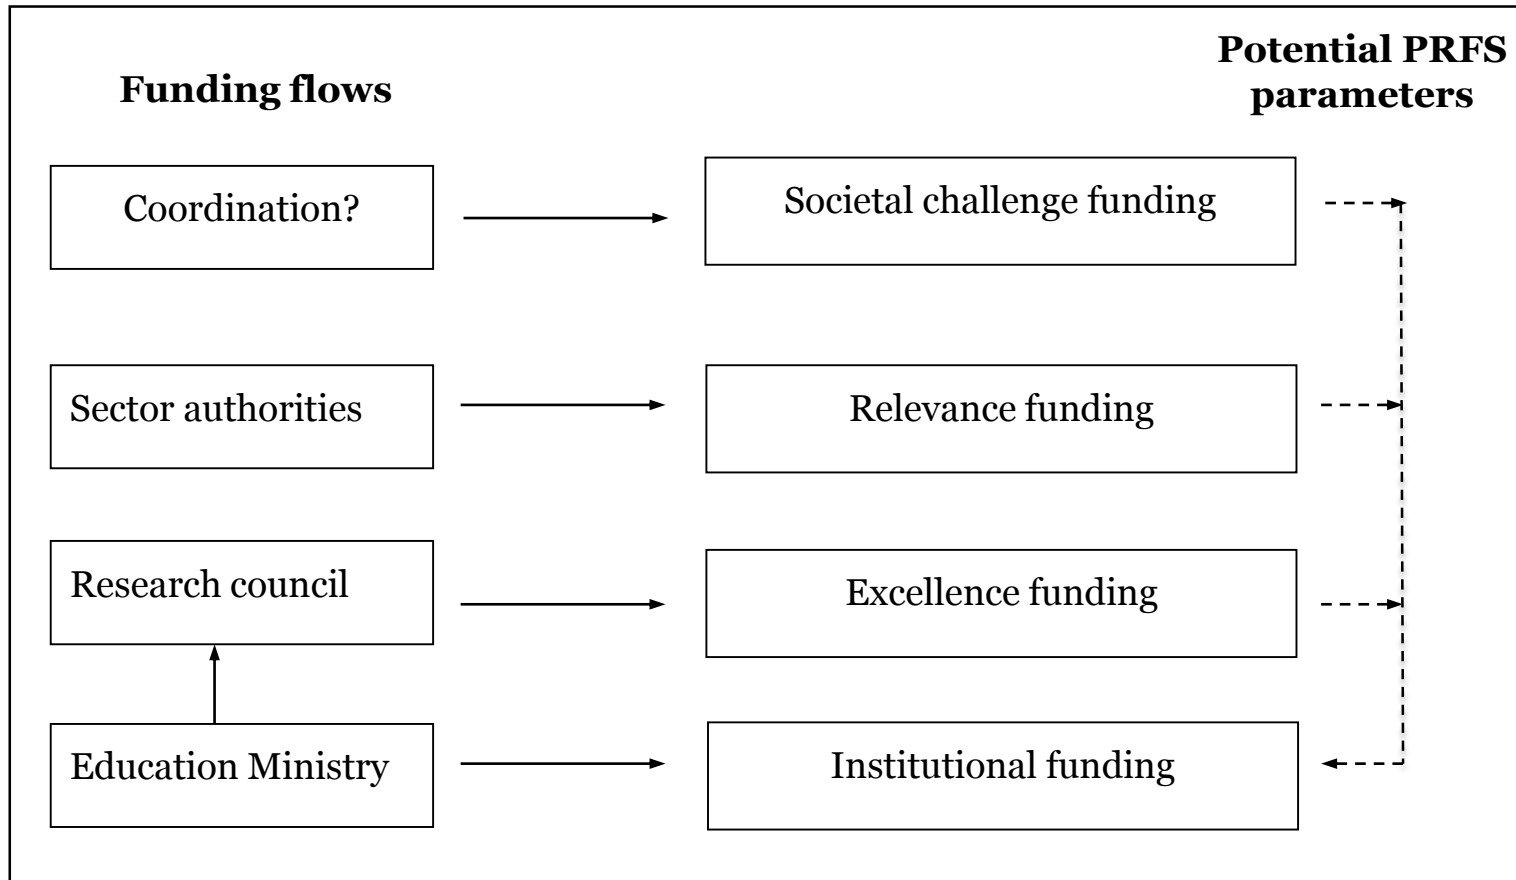 Potential PRFS
parameters
Funding flows
Coordination?
Societal challenge funding
Sector authorities
Relevance funding
Research council
Excellence funding
Education Ministry
Institutional funding